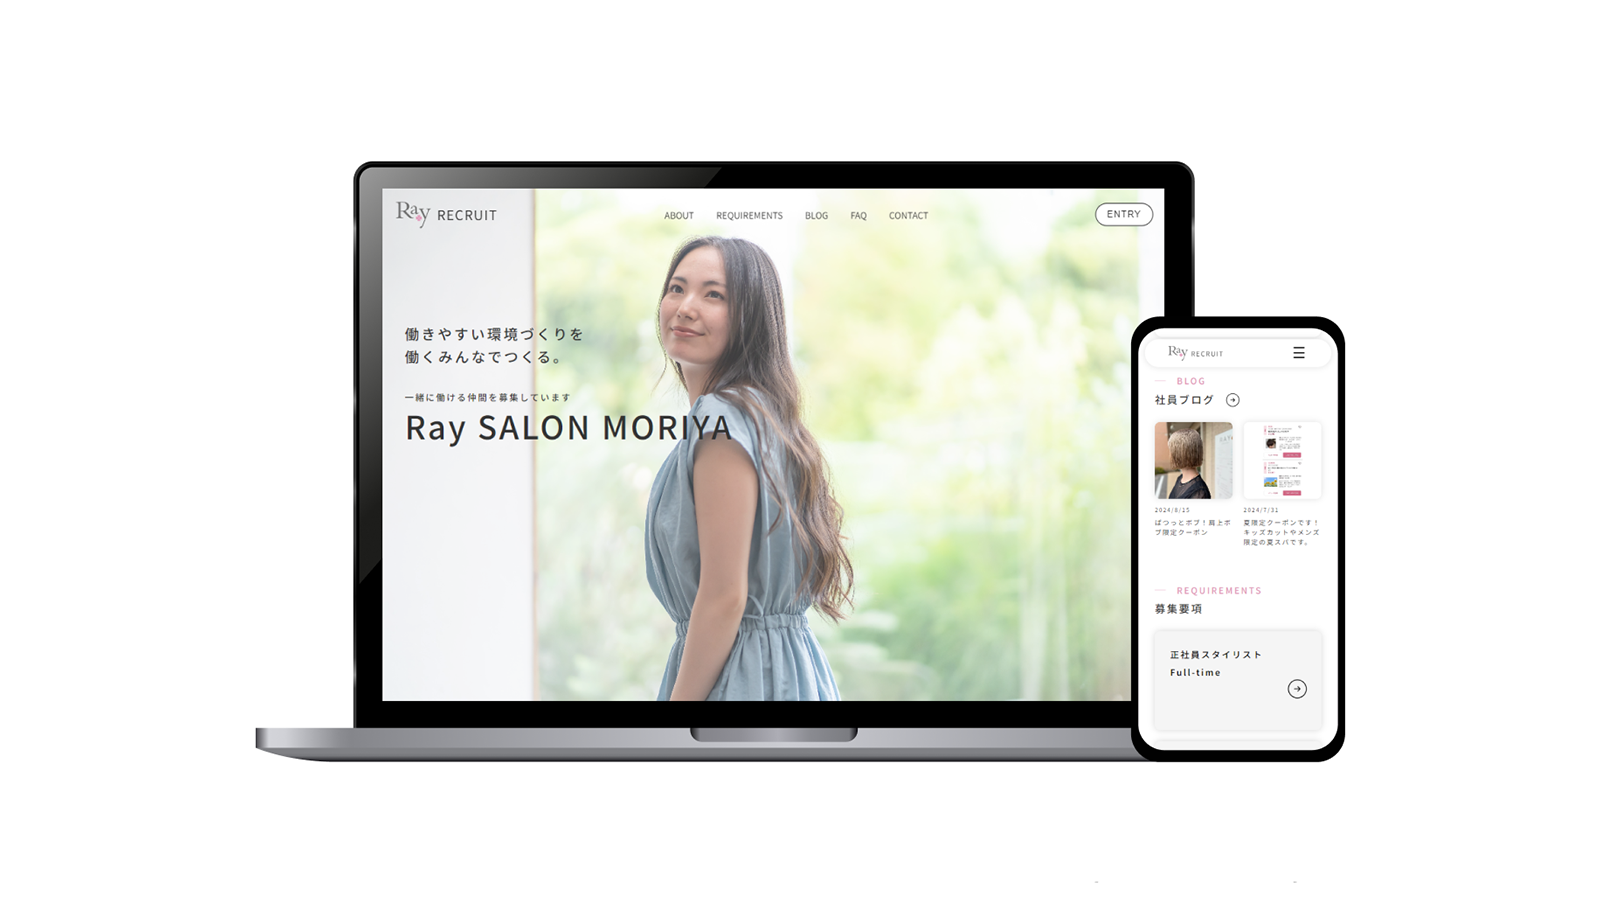 Ray RECRUIT
ABOUT REQUIREMENTS BLOG FAQ CONTACT
ENTRY
働きやすい環境づくりを
働くみんなでつくる。
一緒に働ける仲間を募集しています
Ray SALON MORIYA
Ray RECRUIT
BLOG
社員ブログ
2024/8/15
ぱつっとボブ！肩上ボ
ブ限定クーポン
2024/7/31
夏限定クーポンです！
キッズカットやメンズ
限定の夏スパです。
REQUIREMENTS
募集要項
正社員スタイリスト
Full-time